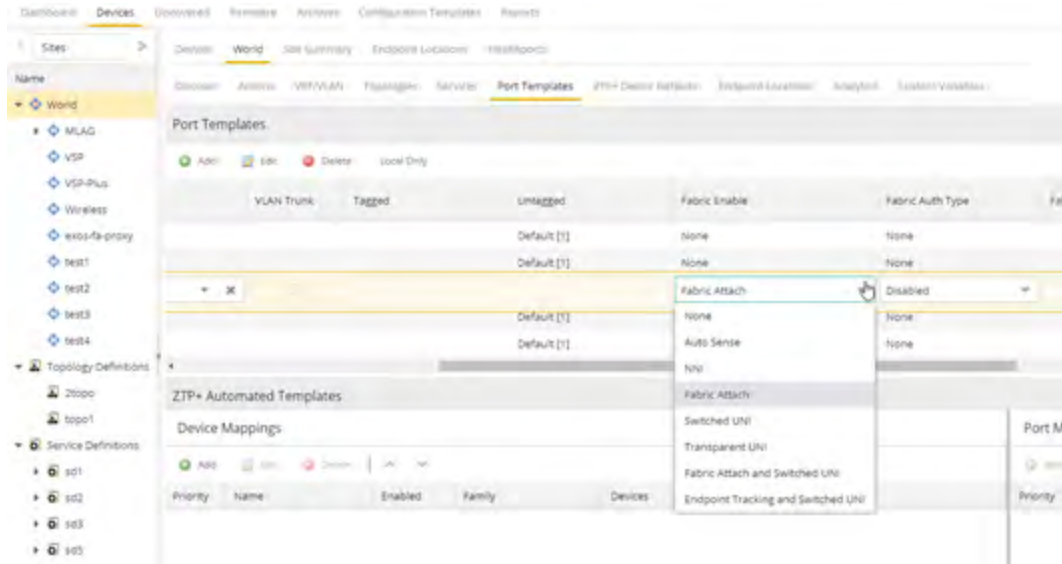 Dashboard Devices Discovered Firmware Archives Configuration Templates Reports
Sites
Name
World
MLAG
VSP
VSP-Plus
Wireless
exos-fa-proxy
test1
test2
test3
test4
Topology Definitions
2topo
topo1
Service Definitions
sd1
sd2
sd3
sd5
Devices World Site Summary Endpoint Locations FlexReports
Discover Actions VRF/VLAN Topologies Services Port Templates ZTP+ Device Defaults Endpoint Locations Analytics Custom Variables
Port Templates
Add Edit Delete Local Only
VLAN Trunk Tagged Untagged Fabric Enable Fabric Auth Type
Default [1] None None
Default [1] None None
Fabric Attach Disabled
Default [1] None None
Default [1] Auto Sense None
NNI
Fabric Attach
Switched UNI
Transparent UNI
Fabric Attach and Switched UNI
Endpoint Tracking and Switched UNI
ZTP+ Automated Templates
Device Mappings
Add Edit Delete
Priority Name Enabled Family Devices
Port M
Priority